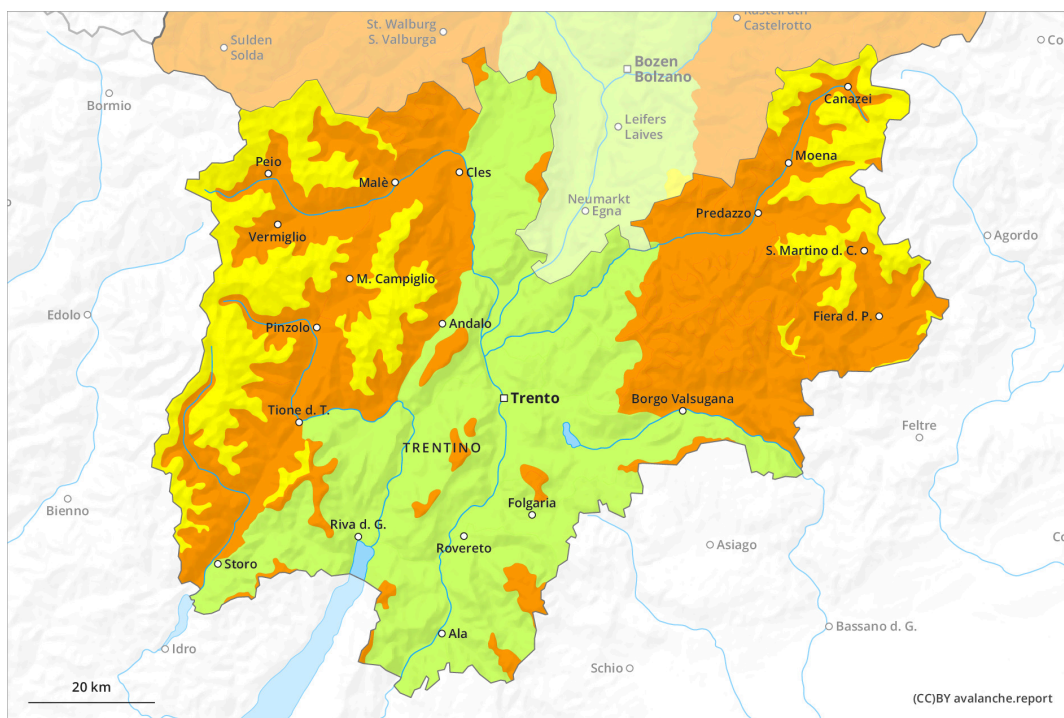 St. Walburg
S. Valburga
Castelrotto
Sulden
Solda
Bozen
Bolzano
Bormio
Canazei
Leifers
Laives
Moena
Peio
Malè
Cles
Neumarkt
Egna
Predazzo
Vermiglio
Agordo
S. Martino d. C.
M. Campiglio
Edolo
Pinzolo
Andalo
Fiera d. P.
Trento
Borgo Valsugana
Tione d. T.
Feltre
TRENTINO
Bienno
Folgaria
Riva d. G.
Rovereto
Asiago
Storo
Ala
Bassano d. G.
Idro
Schio
20 km
(CC)BY avalanche.report